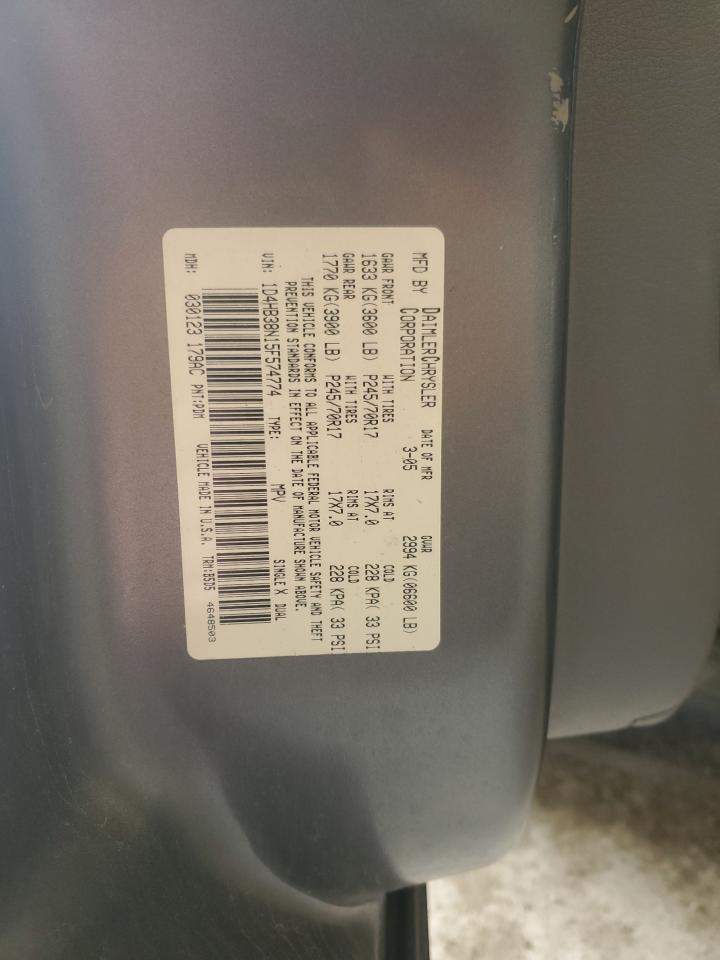 MFD BY DAIMLERCHRYSLER CORPORATION DATE OF MFR 3-05 GVWR 2994 KG(06600 LB)
GAWR FRONT WITH TIRES RIMS AT COLD
1633 KG(3600 LB) P245/70R17 17X7.0 228 KPA( 33 PSI
GAWR REAR WITH TIRES RIMS AT COLD
1770 KG(3900 LB) P245/70R17 17X7.0 228 KPA( 33 PSI
THIS VEHICLE CONFORMS TO ALL APPLICABLE FEDERAL MOTOR VEHICLE SAFETY AND THEFT
PREVENTION STANDARDS IN EFFECT ON THE DATE OF MANUFACTURE SHOWN ABOVE.
VIN: 1D4HB38N15F574774 TYPE: MPV SINGLE X DUAL
MDH: 030123 179AC PNT:PDM VEHICLE MADE IN U.S.A. TRM:B5D5 4648503